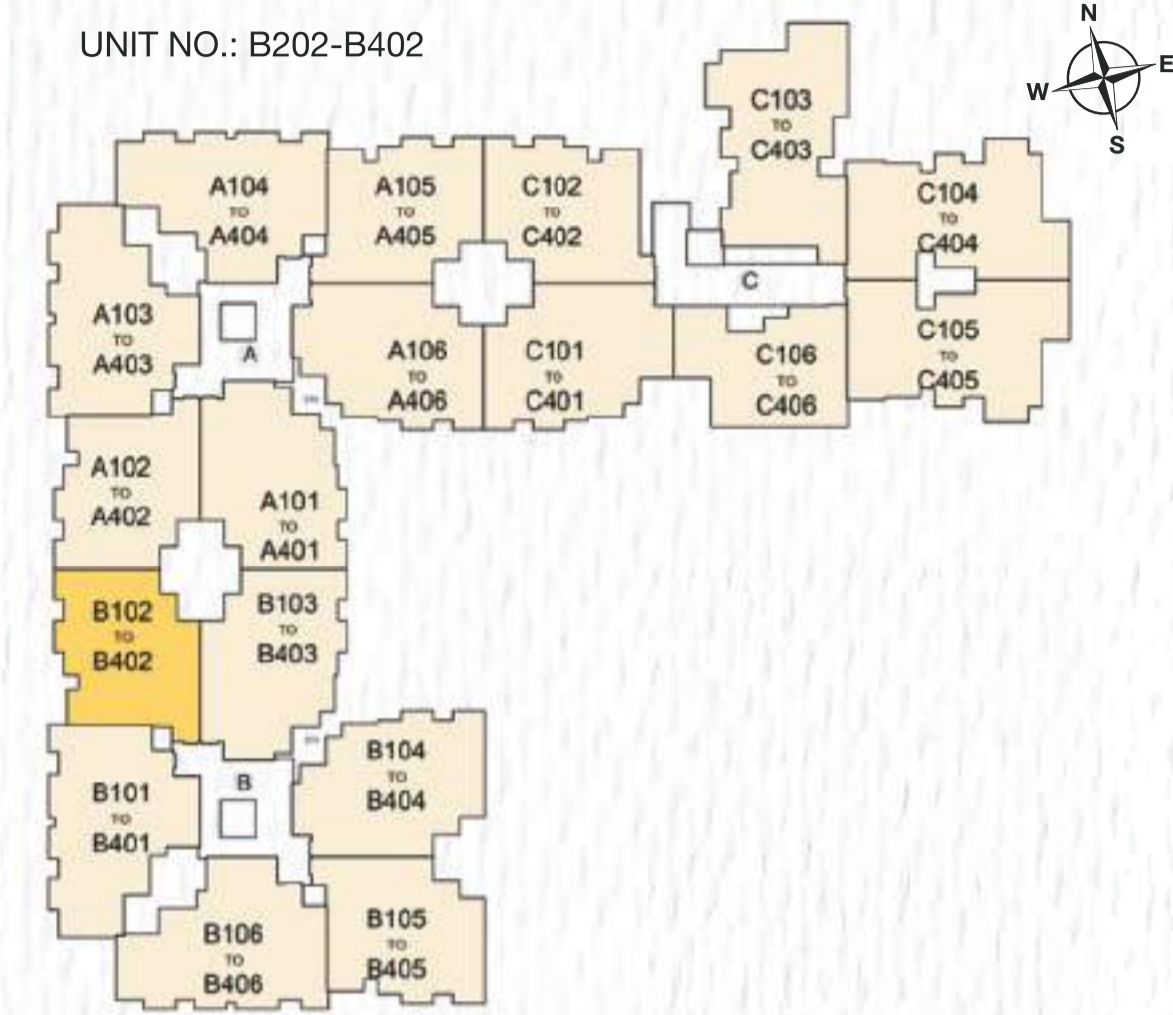 UNIT NO.: B202-B402
N
E
W
S
C103
TO
C403
A104
TO
A404
A105
TO
A405
C102
TO
C402
C104
TO
C404
C
A103
TO
A403
A
A106
TO
A406
C101
TO
C401
C106
TO
C406
C105
TO
C405
A102
TO
A402
A101
TO
A401
B102
TO
B402
B103
TO
B403
B
B101
TO
B401
B104
TO
B404
B106
TO
B406
B105
TO
B405